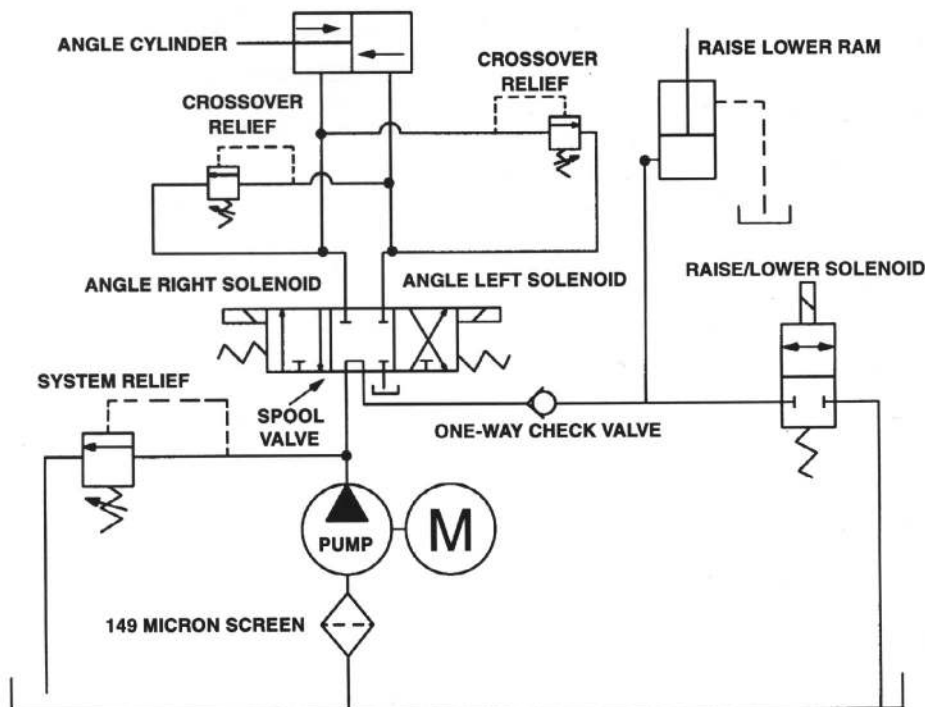 ANGLE CYLINDER
RAISE LOWER RAM
CROSSOVER
RELIEF
CROSSOVER
RELIEF
ANGLE RIGHT SOLENOID
ANGLE LEFT SOLENOID
RAISE/LOWER SOLENOID
SYSTEM RELIEF
SPOOL
VALVE
ONE-WAY CHECK VALVE
PUMP
M
149 MICRON SCREEN